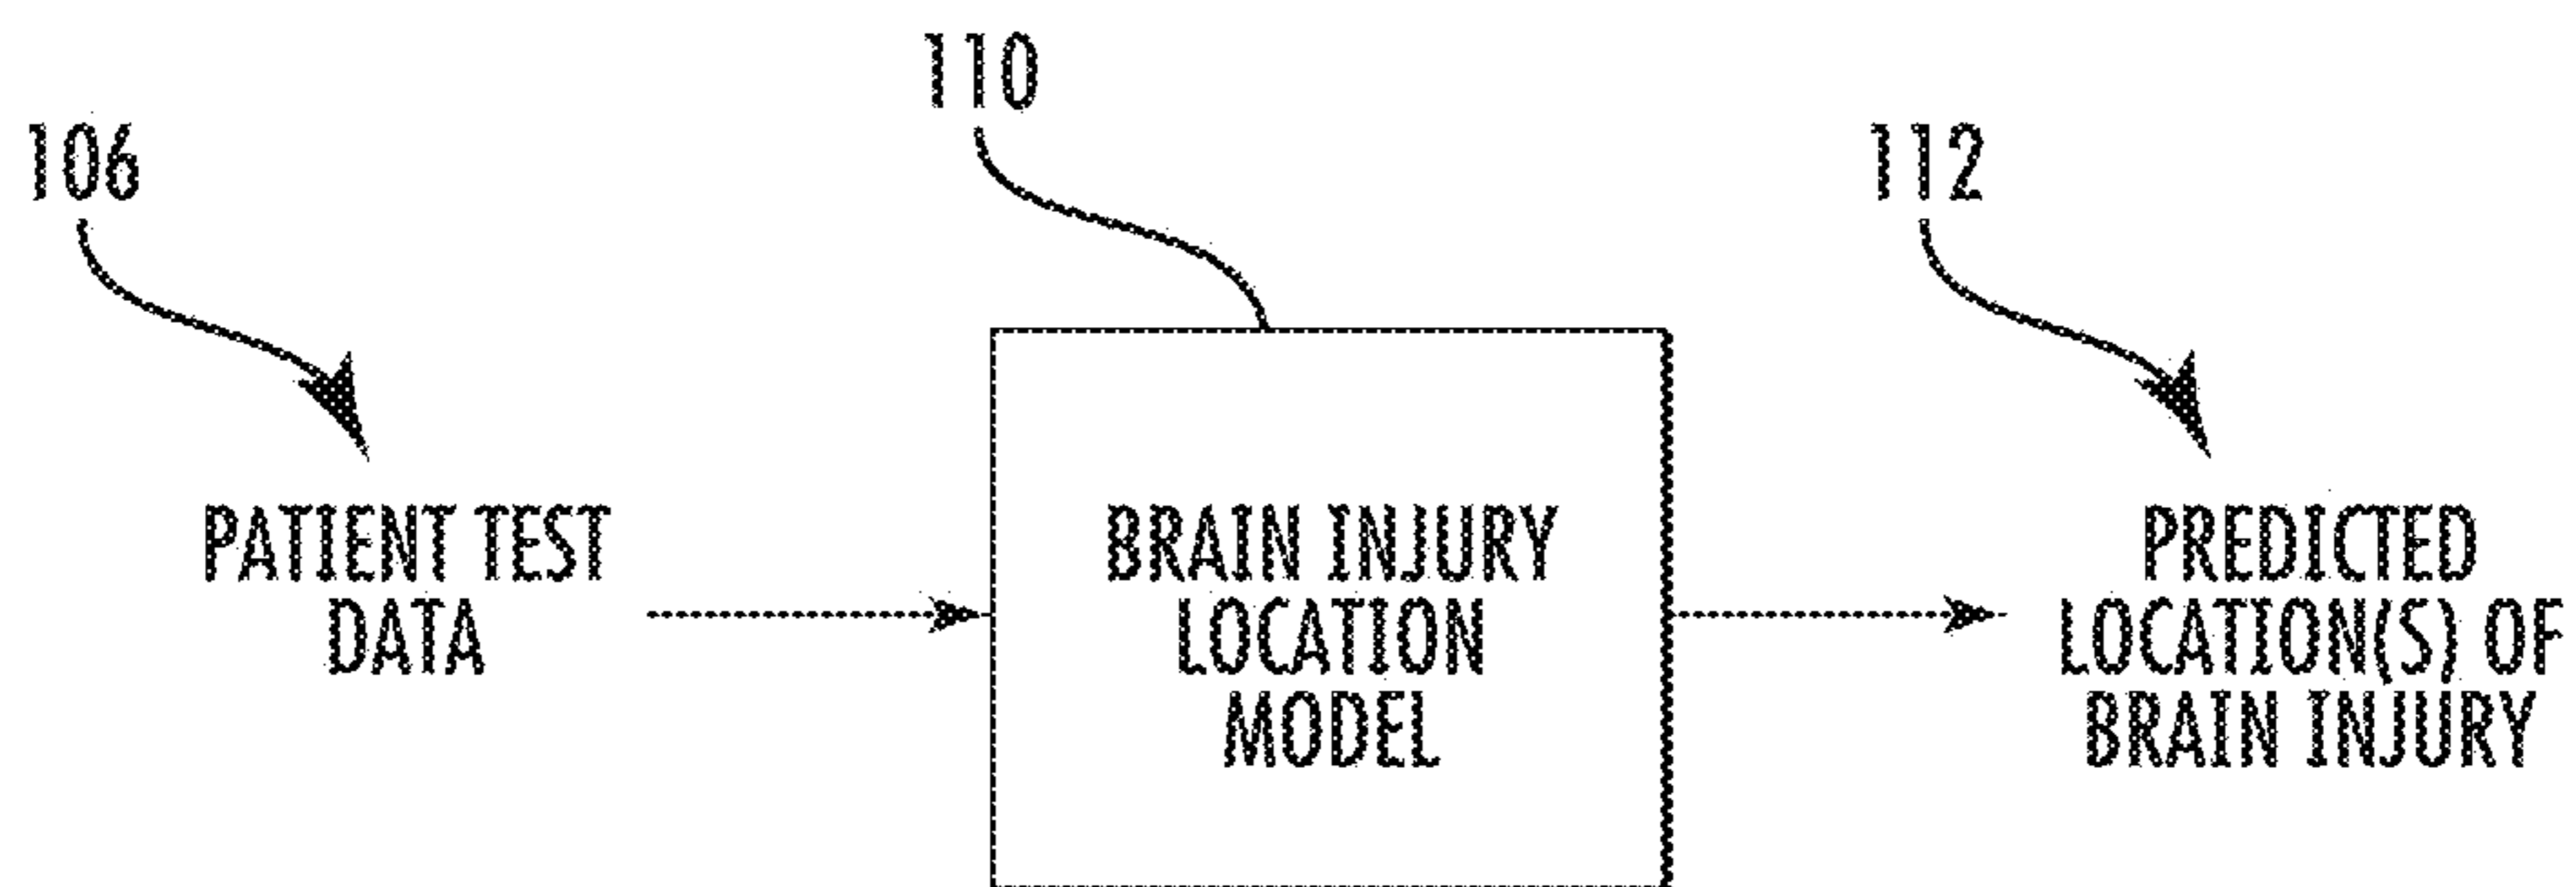 110
106
112
PATIENT TEST
DATA
BRAIN INJURY
LOCATION
MODEL
PREDICTED
LOCATION(S) OF
BRAIN INJURY